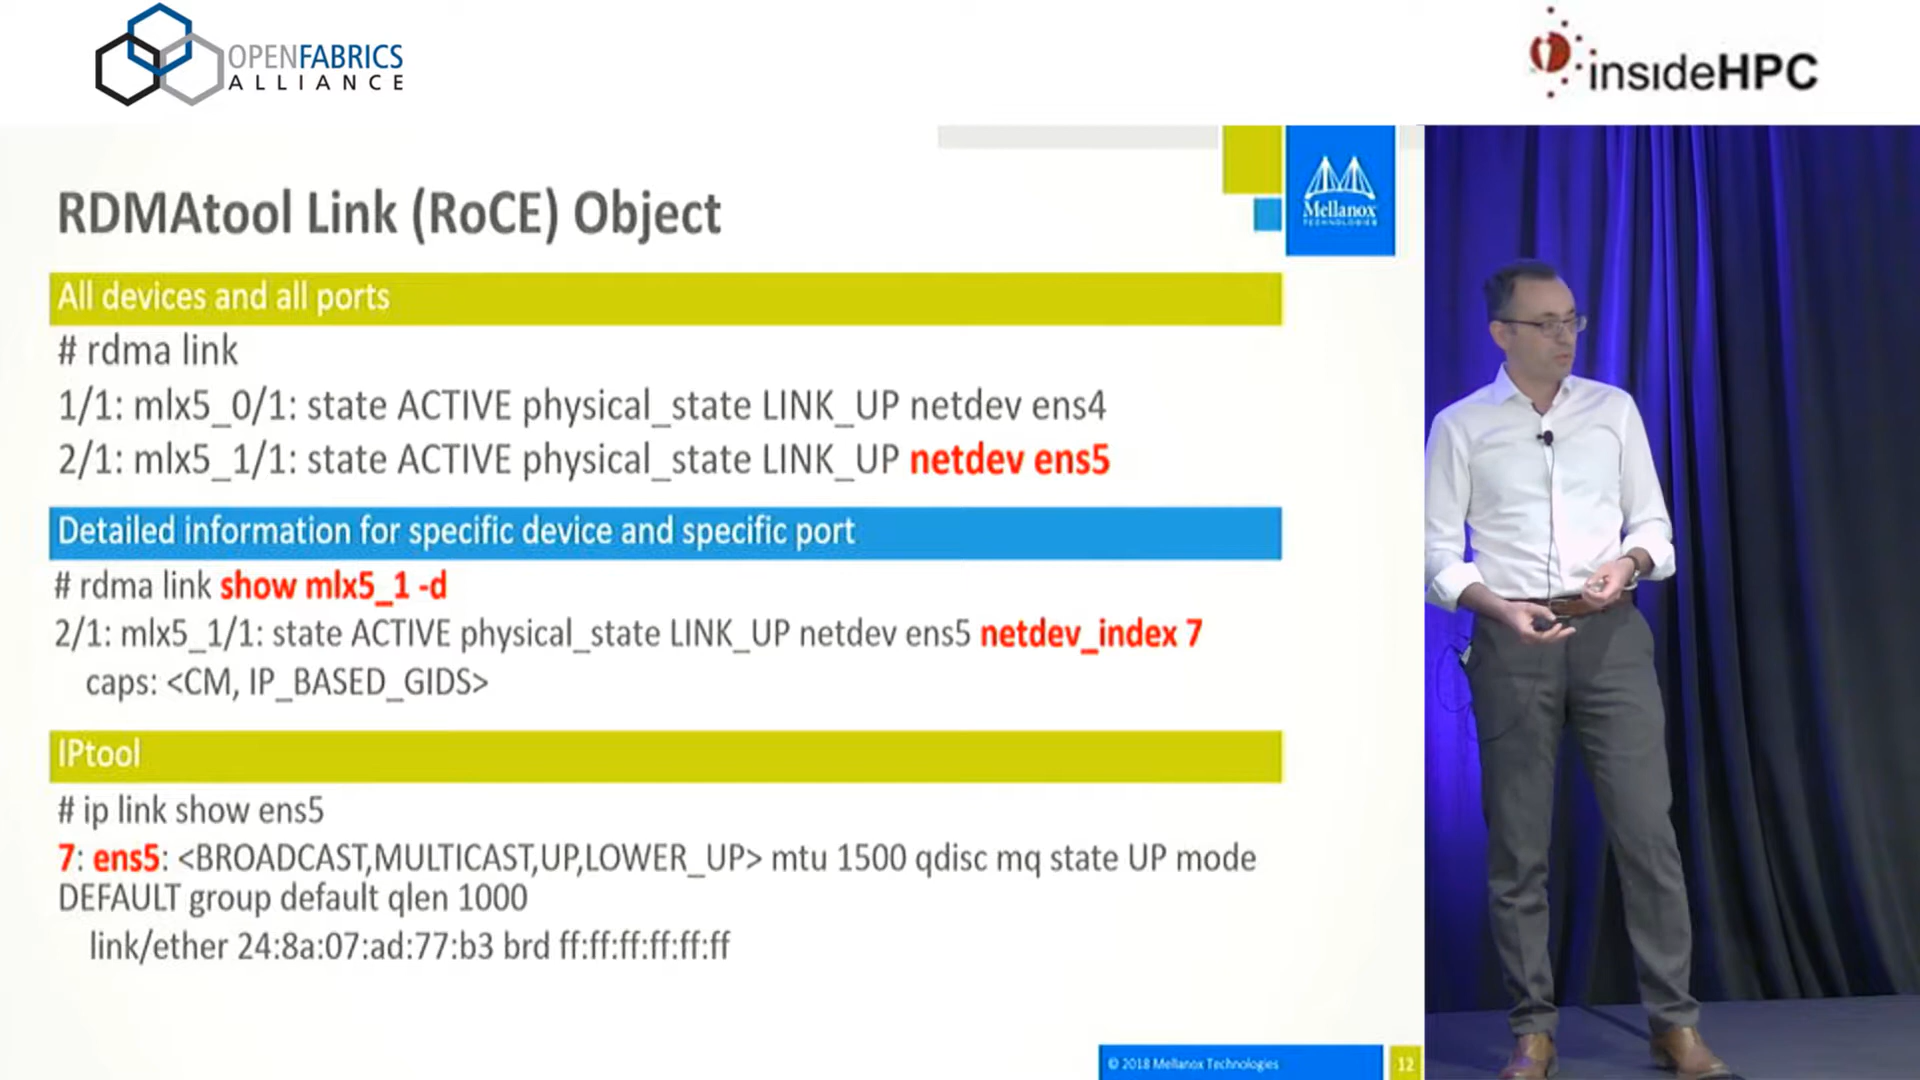 OPENFABRICS
ALLIANCE
insideHPC
Mellanox
TECHNOLOGIES
RDMAtool Link (RoCE) Object
All devices and all ports
# rdma link
1/1: mlx5_0/1: state ACTIVE physical_state LINK_UP netdev ens4
2/1: mlx5_1/1: state ACTIVE physical_state LINK_UP netdev ens5
Detailed information for specific device and specific port
# rdma link show mlx5_1 -d
2/1: mlx5_1/1: state ACTIVE physical_state LINK_UP netdev ens5 netdev_index 7
caps: <CM, IP_BASED_GIDS>
IPtool
# ip link show ens5
7: ens5: <BROADCAST,MULTICAST,UP,LOWER_UP> mtu 1500 qdisc mq state UP mode
DEFAULT group default qlen 1000
link/ether 24:8a:07:ad:77:b3 brd ff:ff:ff:ff:ff:ff
© 2018 Mellanox Technologies
12